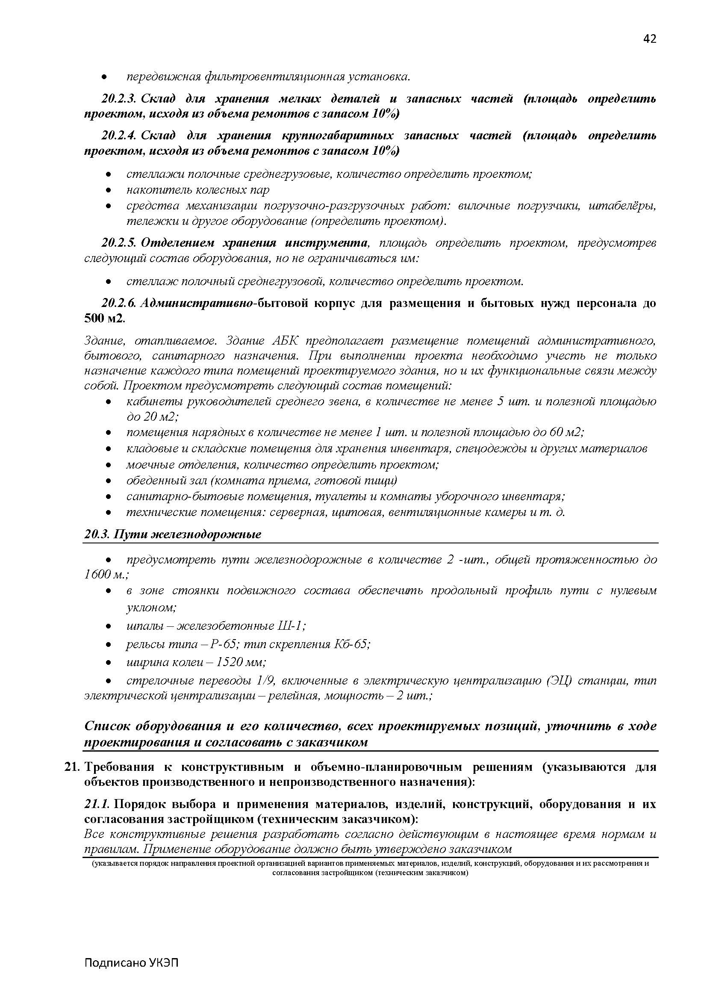 42
• передвижная фильтровентиляционная установка.
20.2.3. Склад для хранения мелких деталей и запасных частей (площадь определить
проектом, исходя из объема ремонтов с запасом 10%)
20.2.4. Склад для хранения крупногабаритных запасных частей (площадь определить
проектом, исходя из объема ремонтов с запасом 10%)
• стеллажи полочные среднегрузовые, количество определить проектом;
• накопитель колесных пар
• средства механизации погрузочно-разгрузочных работ: вилочные погрузчики, штабелёры,
тележки и другое оборудование (определить проектом).
20.2.5. Отделением хранения инструмента, площадь определить проектом, предусмотрев
следующий состав оборудования, но не ограничиваться им:
• стеллаж полочный среднегрузовой, количество определить проектом.
20.2.6. Административно-бытовой корпус для размещения и бытовых нужд персонала до
500 м2.
Здание, отапливаемое. Здание АБК предполагает размещение помещений административного,
бытового, санитарного назначения. При выполнении проекта необходимо учесть не только
назначение каждого типа помещений проектируемого здания, но и их функциональные связи между
собой. Проектом предусмотреть следующий состав помещений:
• кабинеты руководителей среднего звена, в количестве не менее 5 шт. и полезной площадью
до 20 м2;
• помещения нарядных в количестве не менее 1 шт. и полезной площадью до 60 м2;
• кладовые и складские помещения для хранения инвентаря, спецодежды и других материалов
• моечные отделения, количество определить проектом;
• обеденный зал (комната приема, готовой пищи)
• санитарно-бытовые помещения, туалеты и комнаты уборочного инвентаря;
• технические помещения: серверная, щитовая, вентиляционные камеры и т. д.
20.3. Пути железнодорожные
• предусмотреть пути железнодорожные в количестве 2 -шт., общей протяженностью до
1600 м.;
• в зоне стоянки подвижного состава обеспечить продольный профиль пути с нулевым
уклоном;
• шпалы – железобетонные Ш-1;
• рельсы типа – Р-65; тип скрепления Кб-65;
• ширина колеи – 1520 мм;
• стрелочные переводы 1/9, включенные в электрическую централизацию (ЭЦ) станции, тип
электрической централизации – релейная, мощность – 2 шт.;
Список оборудования и его количество, всех проектируемых позиций, уточнить в ходе
проектирования и согласовать с заказчиком
21. Требования к конструктивным и объемно-планировочным решениям (указываются для
объектов производственного и непроизводственного назначения):
21.1. Порядок выбора и применения материалов, изделий, конструкций, оборудования и их
согласования застройщиком (техническим заказчиком):
Все конструктивные решения разработать согласно действующим в настоящее время нормам и
правилам. Применение оборудование должно быть утверждено заказчиком
(указывается порядок направления проектной организацией вариантов применяемых материалов, изделий, конструкций, оборудования и их рассмотрения и
согласования застройщиком (техническим заказчиком)
Подписано УКЭП